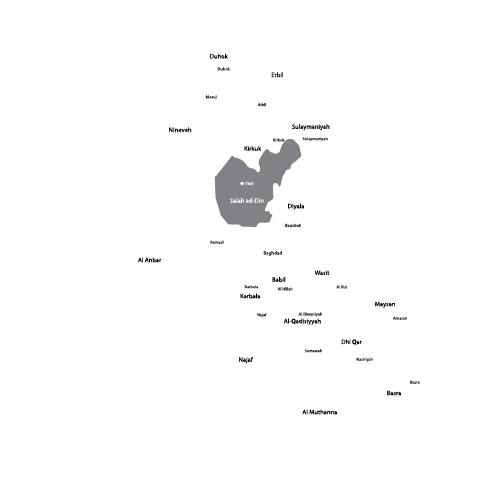 Duhok
Duhok
Erbil
Mosul
Arbil
Sulaymaniyah
Nineveh
Kirkuk
Sulaymaniyah
Kirkuk
Tikrit
Salah ad-Din
Diyala
Baqubah
Ramadi
Baghdad
Al Anbar
Wasit
Babil
Karbala
Al Hillah
Al Kut
Karbala
Maysan
Najaf
Al Diwaniyah
Al-Qadisiyyah
Amarah
Dhi Qar
Samawah
Najaf
Nasiriyah
Basra
Basra
Al Muthanna